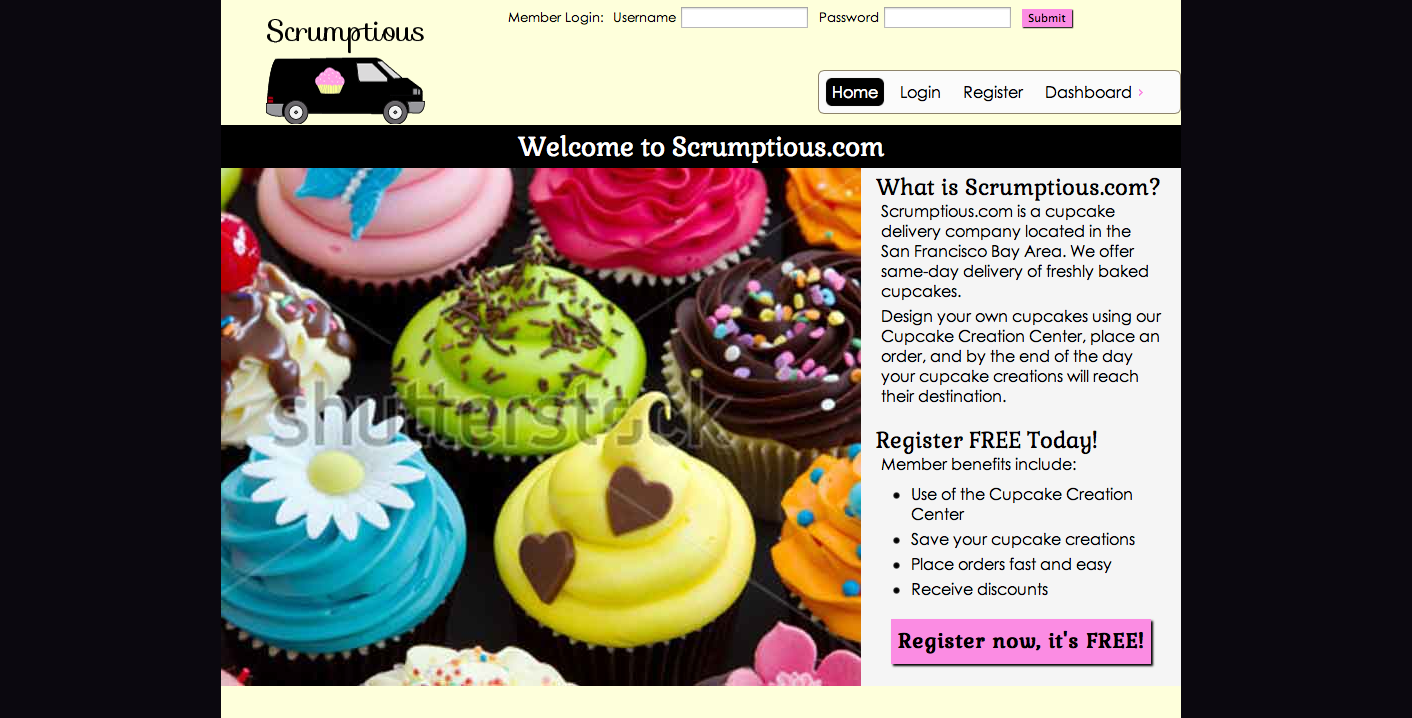 Scrumptious
Member Login: Username Password Submit
Home Login Register Dashboard ›
Welcome to Scrumptious.com
shutterstock
What is Scrumptious.com?
Scrumptious.com is a cupcake
delivery company located in the
San Francisco Bay Area. We offer
same-day delivery of freshly baked
cupcakes.
Design your own cupcakes using our
Cupcake Creation Center, place an
order, and by the end of the day
your cupcake creations will reach
their destination.
Register FREE Today!
Member benefits include:
• Use of the Cupcake Creation
Center
• Save your cupcake creations
• Place orders fast and easy
• Receive discounts
Register now, it's FREE!